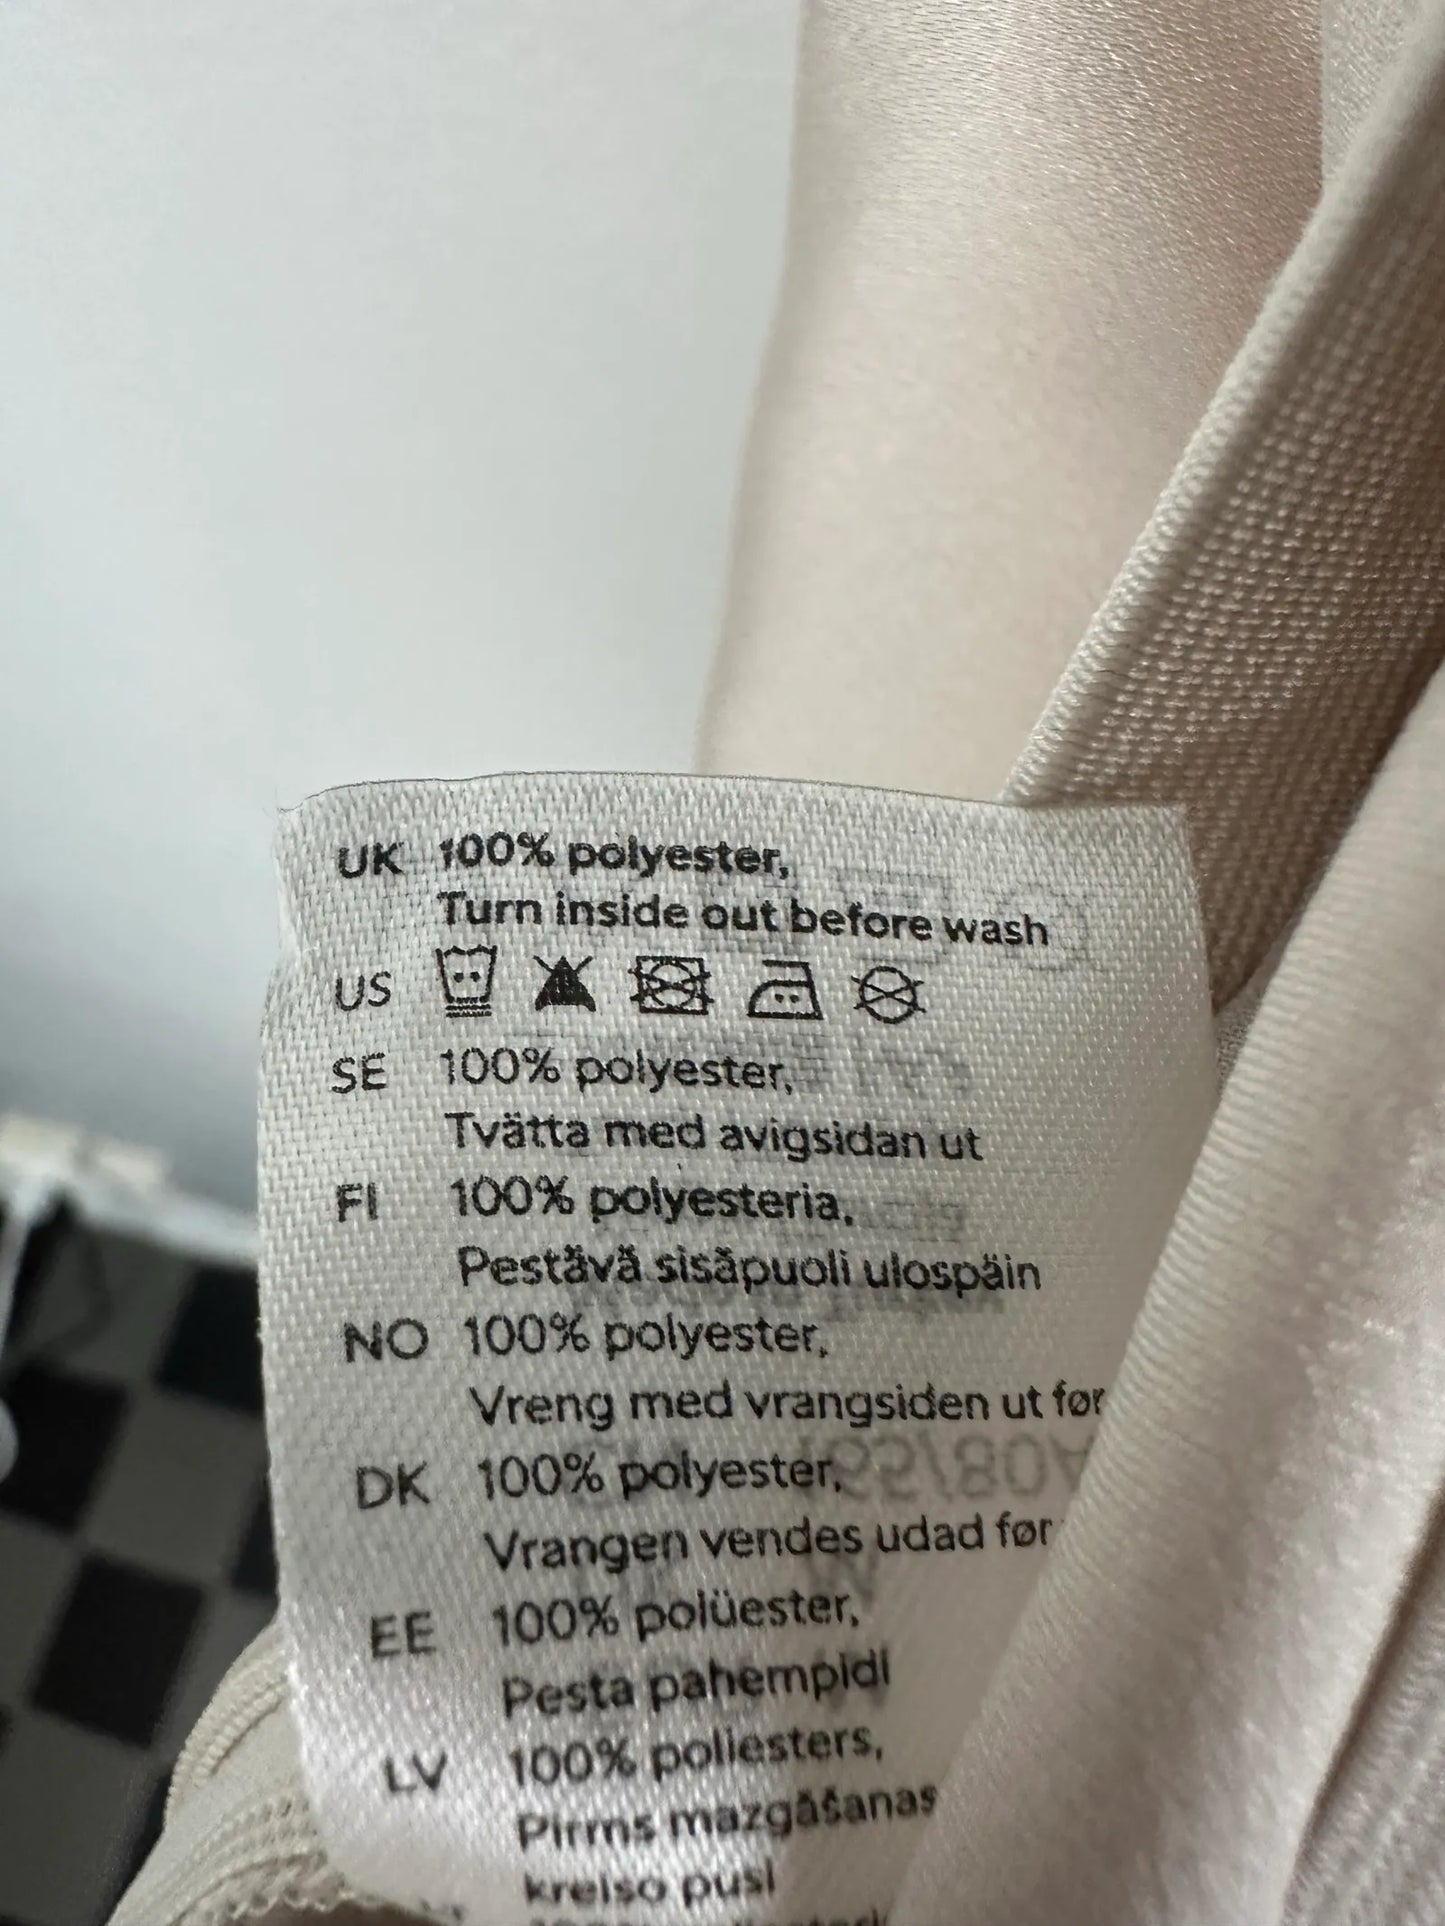 UK 100% polyester,
Turn inside out before wash
US
SE 100% polyester,
Tvätta med avigsidan ut
FI 100% polyesteria,
Pestävä sisäpuoli ulospäin
NO 100% polyester,
Vreng med vrangsiden ut før
DK 100% polyester,
Vrangen vendes udad før
EE 100% polüester,
Pesta pahempidi
LV 100% poliesters,
Pirms mazgāšanas
kreiso pusi